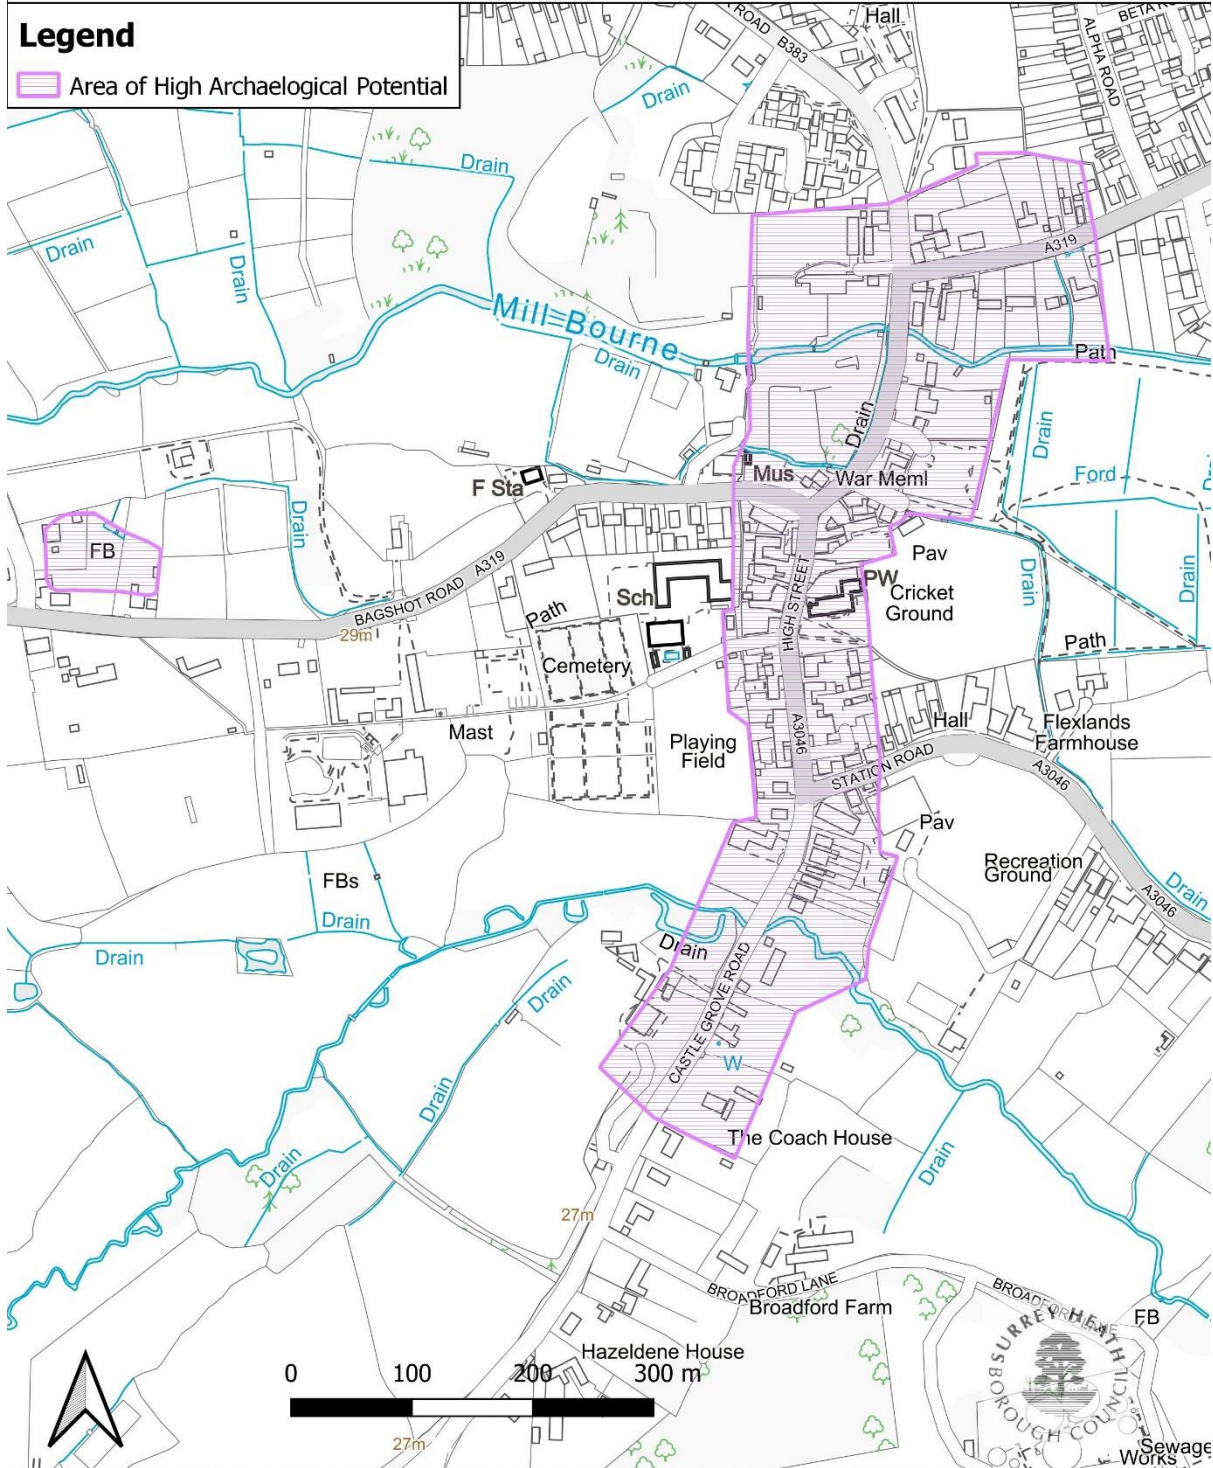 Legend
Area of High Archaelogical Potential
ROAD B383
Hall
BETA
ALPHA ROAD
Drain
Drain
Drain
Drain
A319
Mill Bourne
Drain
Path
Drain
Drain
Ford
Mus
War Meml
F Sta
Drain
FB
Pav
PW
Cricket
Ground
Drain
Drain
BAGSHOT ROAD A319
29m
Sch
Path
HIGH STREET
Path
Cemetery
Mast
Playing
Field
A3046
Hall
Flexlands
Farmhouse
STATION ROAD
A3046
Pav
Recreation
Ground
FBs
Drain
Drain
Drain
A3046
Drain
Drain
CASTLE GROVE ROAD
W
Drain
Drain
The Coach House
Drain
27m
BROADFORD LANE
Broadford Farm
FB
Hazeldene House
0 100 200 300 m
SURREY HEATH
BOROUGH COUNCIL
27m
Sewage
Works